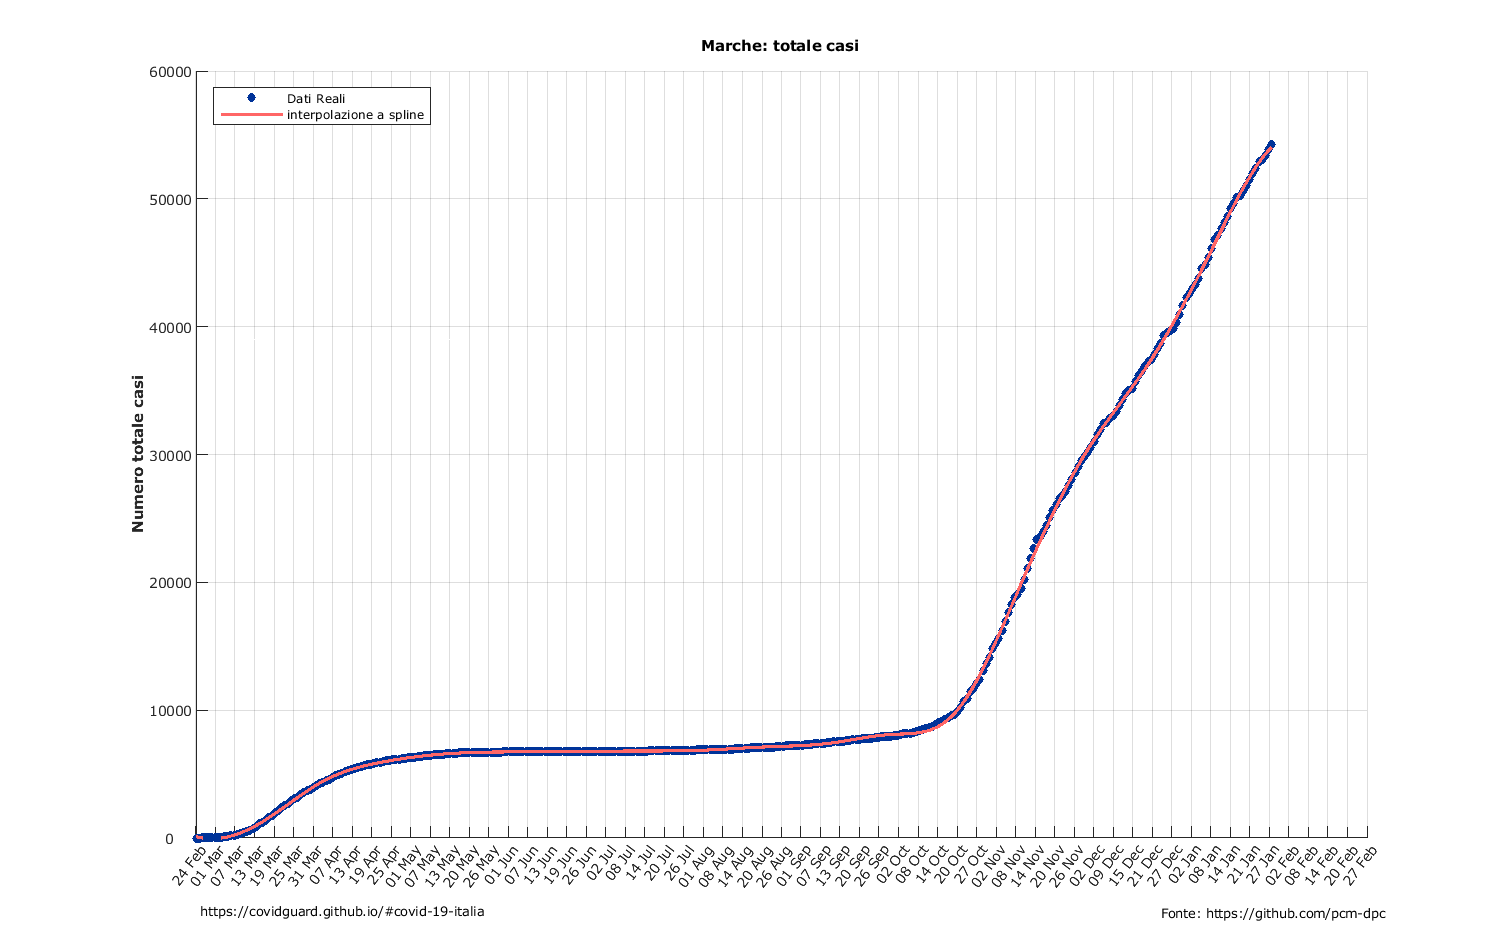 Marche: totale casi
Dati Reali
interpolazione a spline
Numero totale casi
60000
50000
40000
30000
20000
10000
0
24 Feb
01 Mar
07 Mar
13 Mar
19 Mar
25 Mar
31 Mar
07 Apr
13 Apr
19 Apr
25 Apr
01 May
07 May
13 May
20 May
26 May
01 Jun
07 Jun
13 Jun
19 Jun
26 Jun
02 Jul
08 Jul
14 Jul
20 Jul
26 Jul
01 Aug
08 Aug
14 Aug
20 Aug
26 Aug
01 Sep
07 Sep
13 Sep
20 Sep
26 Sep
02 Oct
08 Oct
14 Oct
20 Oct
27 Oct
02 Nov
08 Nov
14 Nov
20 Nov
26 Dec
02 Dec
09 Dec
15 Dec
21 Dec
27 Dec
02 Jan
08 Jan
14 Jan
21 Jan
27 Jan
02 Feb
08 Feb
14 Feb
20 Feb
27 Feb
https://covidguard.github.io/#covid-19-italia
Fonte: https://github.com/pcm-dpc